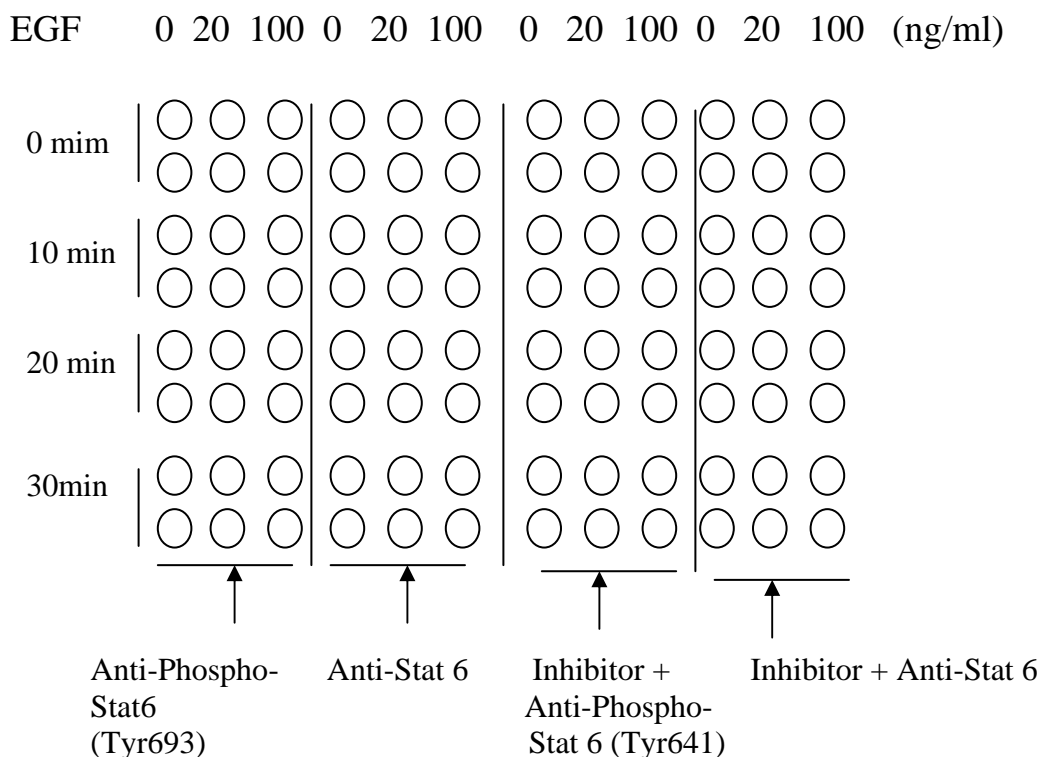 EGF 0 20 100 0 20 100 0 20 100 0 20 100 (ng/ml)
0 mim
10 min
20 min
30min
Anti-Phospho-
Stat6
(Tyr693)
Anti-Stat 6
Inhibitor +
Anti-Phospho-
Stat 6 (Tyr641)
Inhibitor + Anti-Stat 6